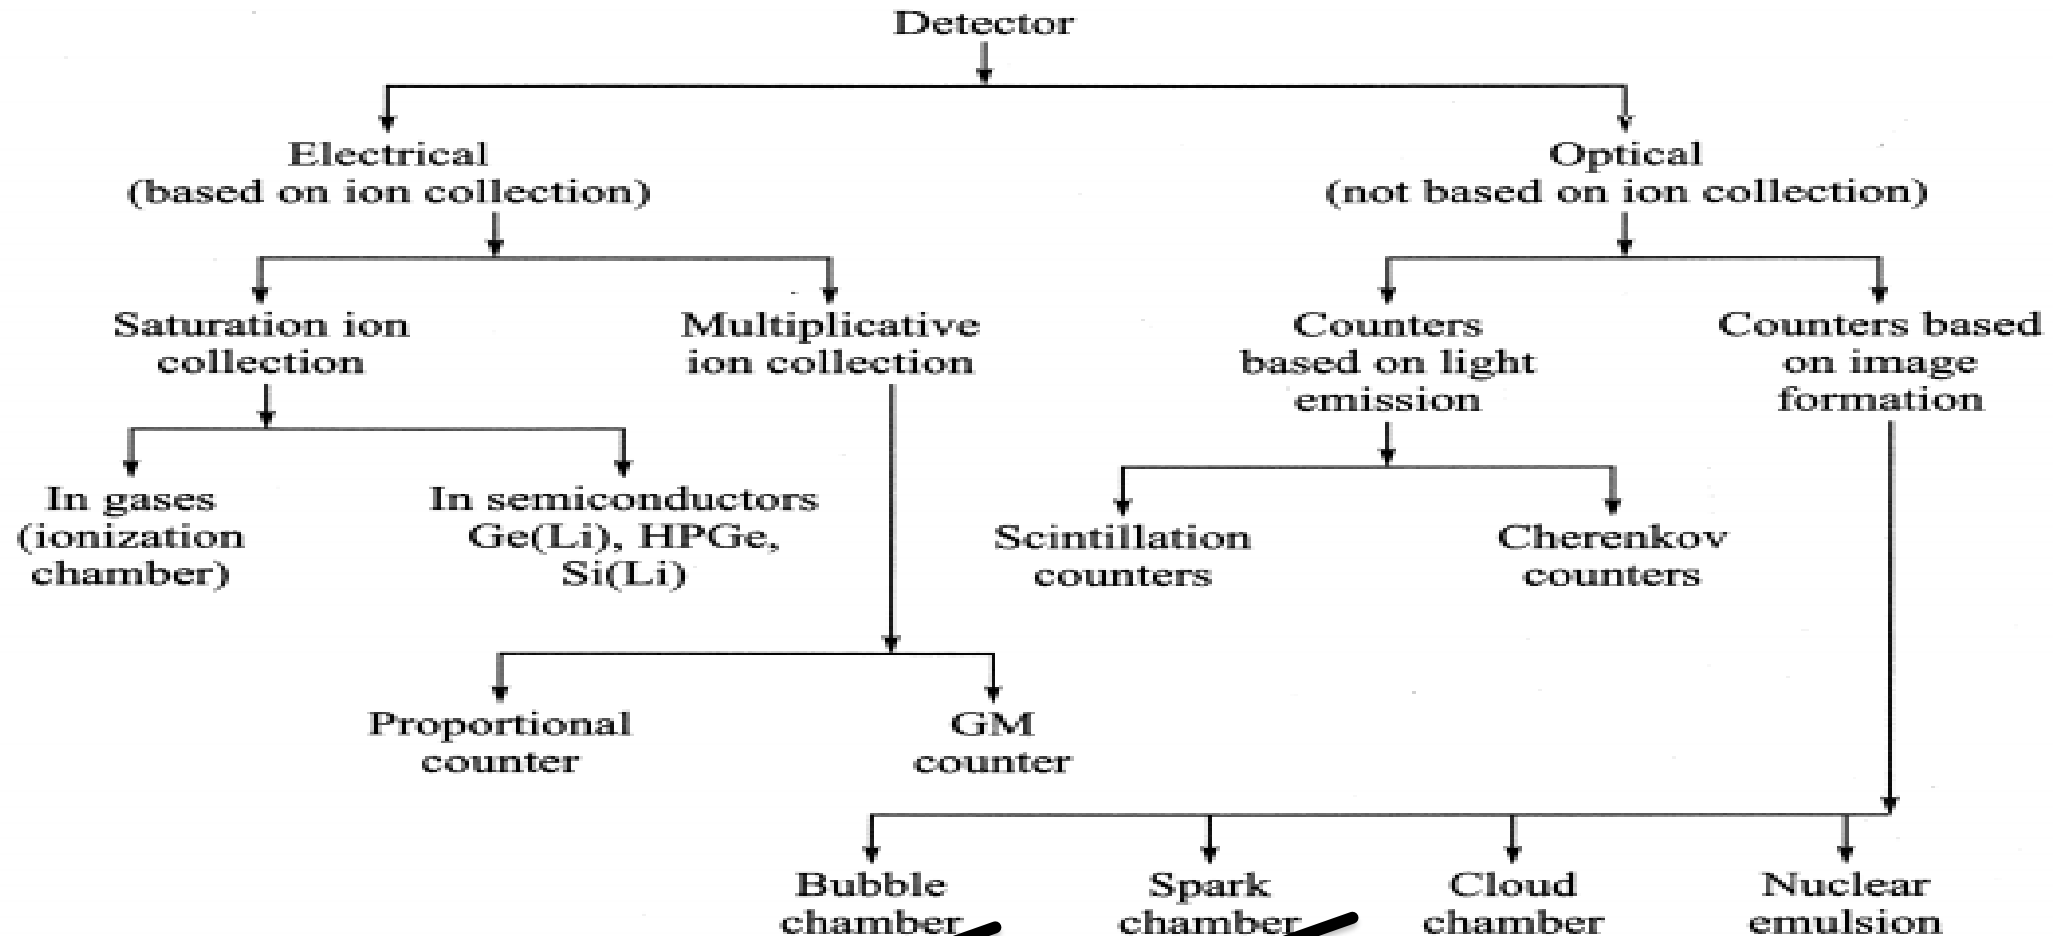 Detector
Electrical
(based on ion collection)
Optical
(not based on ion collection)
Saturation ion
collection
Multiplicative
ion collection
Counters
based on light
emission
Counters based
on image
formation
In gases
(ionization
chamber)
In semiconductors
Ge(Li), HPGe,
Si(Li)
Scintillation
counters
Cherenkov
counters
Proportional
counter
GM
counter
Bubble
chamber
Spark
chamber
Cloud
chamber
Nuclear
emulsion